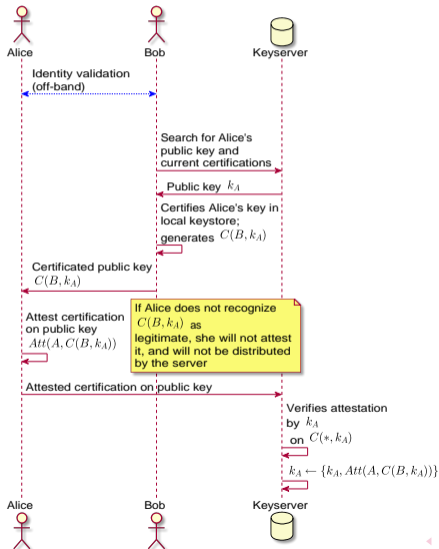 Alice
Bob
Keyserver
Identity validation
(off-band)
Search for Alice's
public key and
current certifications
Public key k_A
Certifies Alice's key in
local keystore;
generates C(B, k_A)
Certificated public key
C(B, k_A)
If Alice does not recognize
C(B, k_A) as
legitimate, she will not attest
it, and will not be distributed
by the server
Attest certification
on public key
Att(A, C(B, k_A))
Attested certification on public key
Verifies attestation
by k_A
on C(*, k_A)
k_A ← {k_A, Att(A, C(B, k_A))}
Alice
Bob
Keyserver